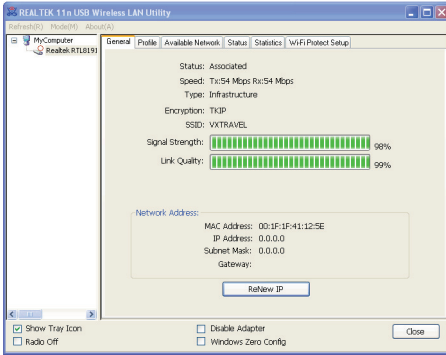 REALTEK 11n USB Wireless LAN Utility
Refresh(R) Mode(M) About(A)
MyComputer
Realtek RTL8191
General Profile Available Network Status Statistics Wi-Fi Protect Setup
Status: Associated
Speed: Tx:54 Mbps Rx:54 Mbps
Type: Infrastructure
Encryption: TKIP
SSID: VXTRAVEL
Signal Strength: 98%
Link Quality: 99%
Network Address:
MAC Address: 00:1F:1F:41:12:5E
IP Address: 0.0.0.0
Subnet Mask: 0.0.0.0
Gateway:
ReNew IP
Show Tray Icon
Radio Off
Disable Adapter
Windows Zero Config
Close